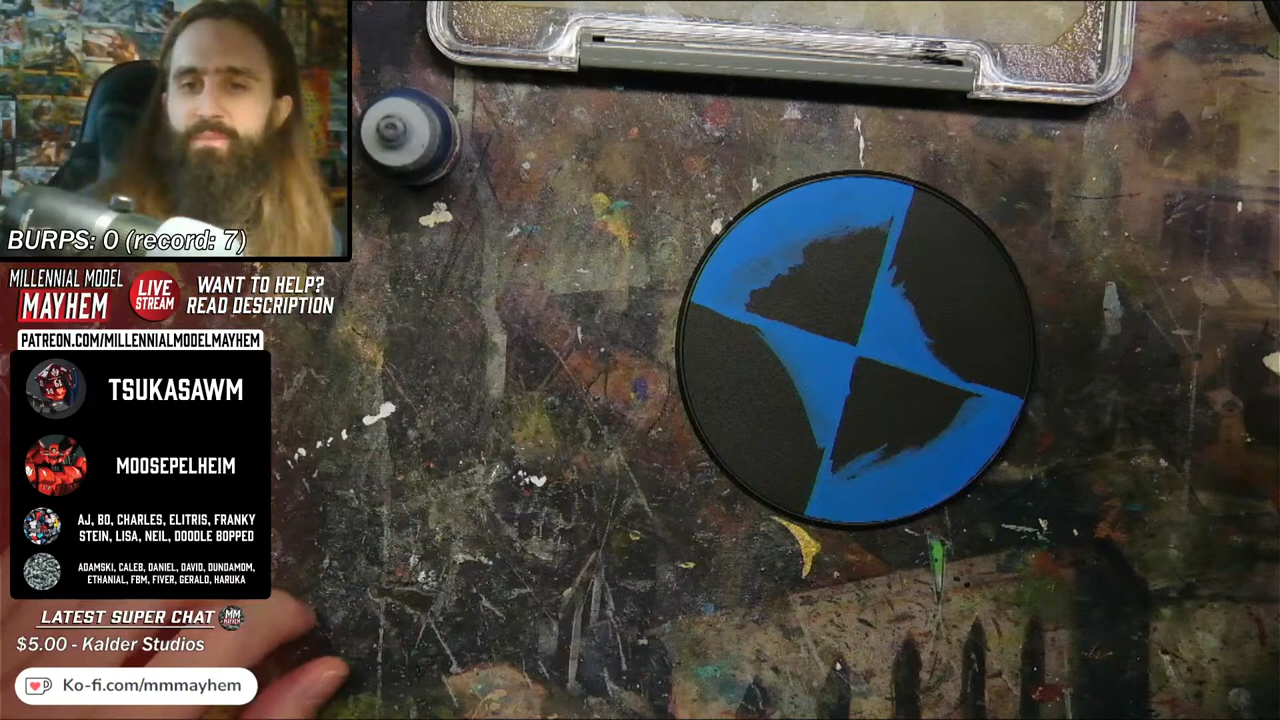 BURPS: 0 (record: 7)
MILLENNIAL MODEL
MAYHEM
LIVE
STREAM
WANT TO HELP?
READ DESCRIPTION
PATREON.COM/MILLENNIALMODELMAYHEM
TSUKASAWM
MOOSEPELHEIM
AJ, BO, CHARLES, ELITRIS, FRANKY
STEIN, LISA, NEIL, DOODLE BOPPED
ADAMSKI, CALEB, DANIEL, DAVID, DUNDAMOM,
ETHANIAL, FBM, FIVER, GERALD, HARUKA
LATEST SUPER CHAT
MM
MAYHEM
$5.00 - Kalder Studios
Ko-fi.com/mmmayhem